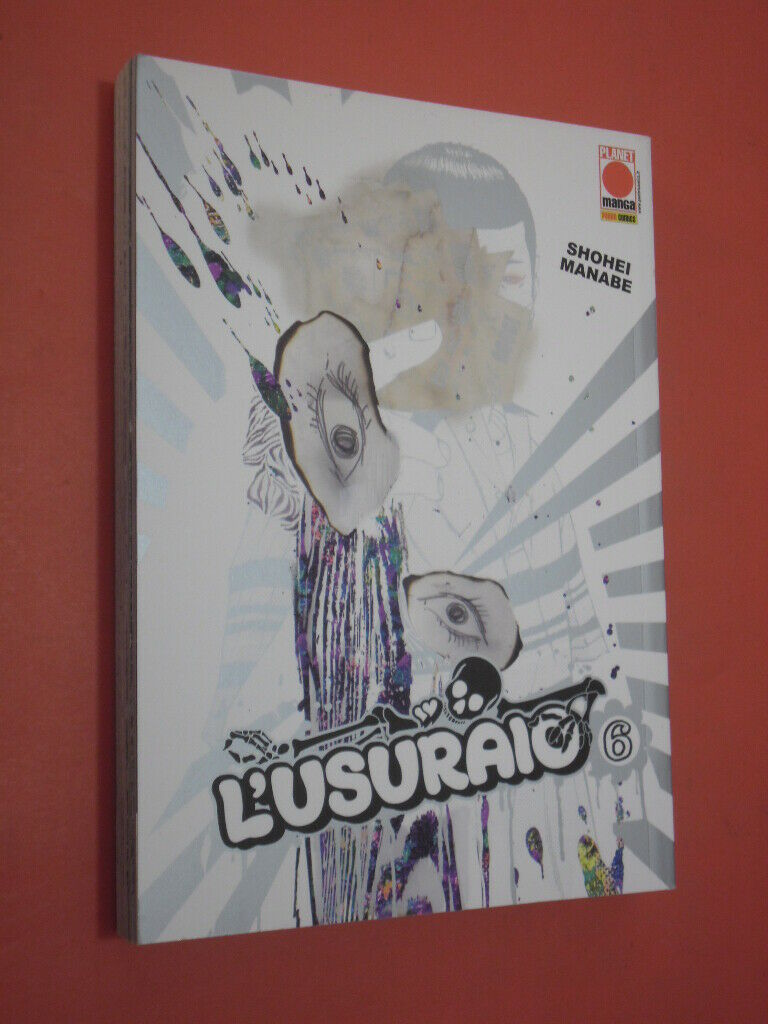 PLANET
manga
PANINI COMICS
SHOHEI
MANABE
L'USURAIO
6